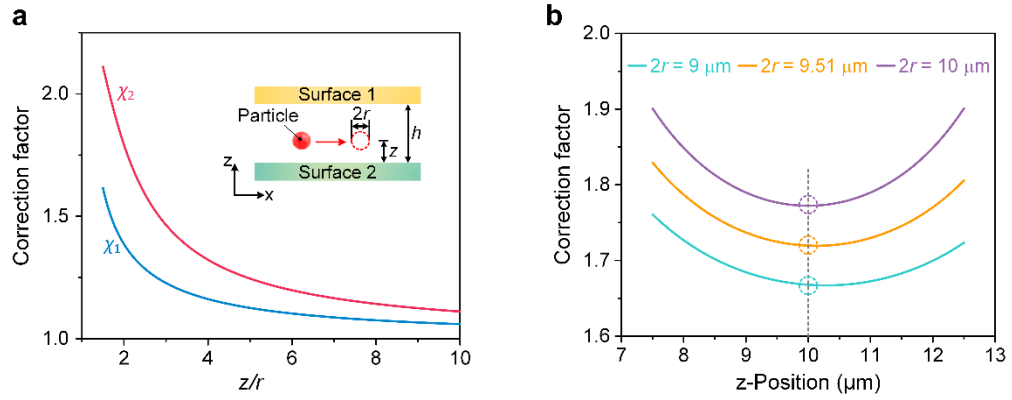 a
Correction factor
2.0
1.5
1.0
2
4
6
8
10
z/r
χ2
χ1
Surface 1
Particle
2r
h
z
Surface 2
z
x
b
Correction factor
2.0
1.9
1.8
1.7
1.6
7
8
9
10
11
12
13
z-Position (μm)
2r = 9 μm
2r = 9.51 μm
2r = 10 μm